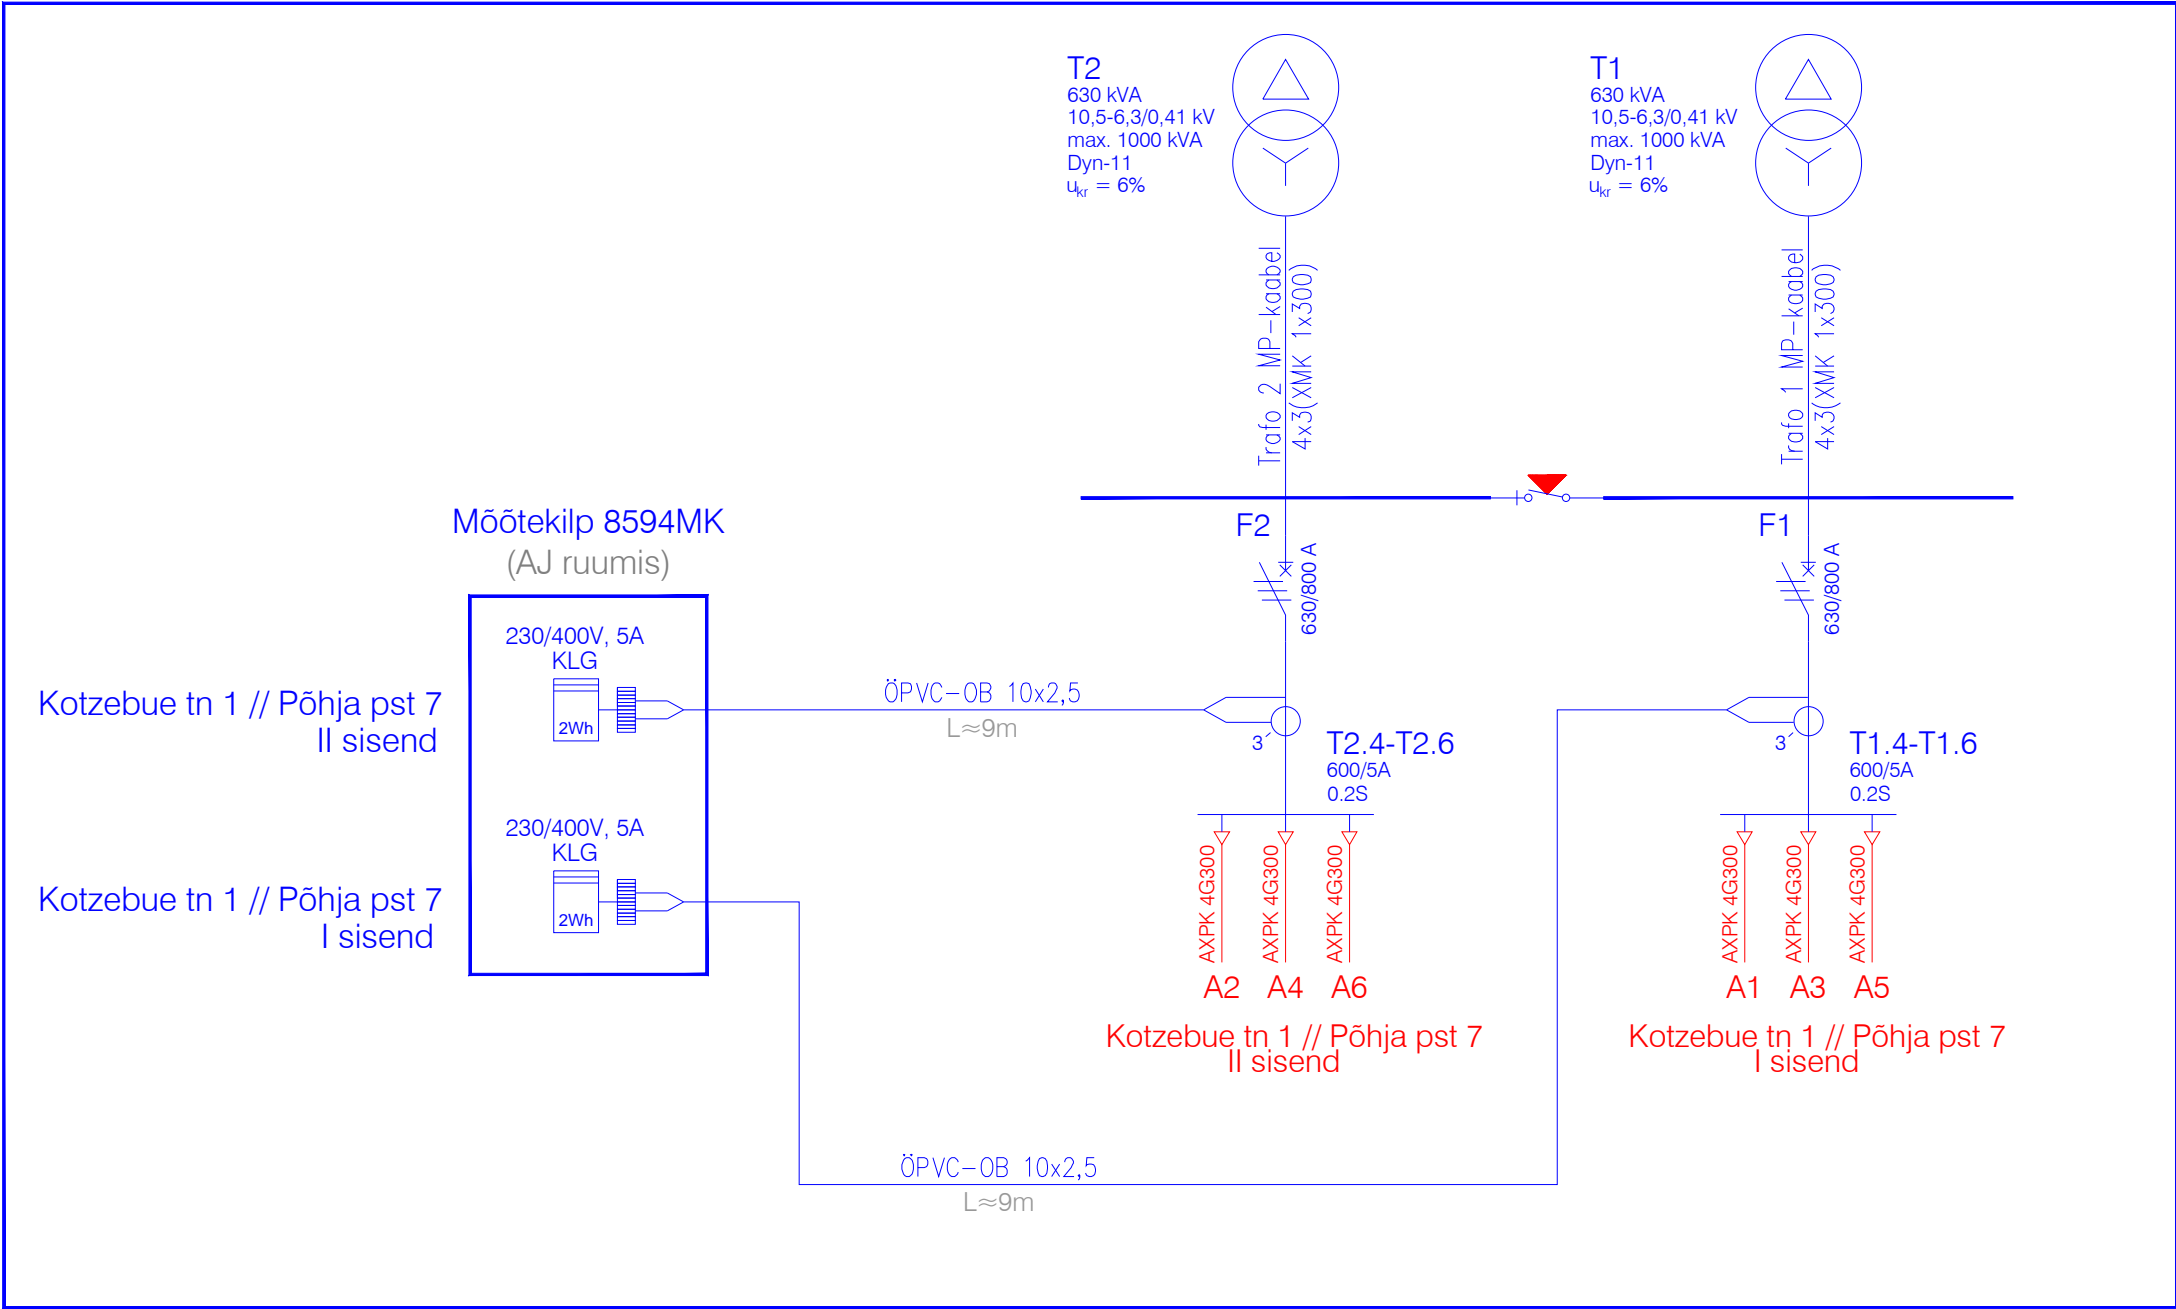 T2
630 kVA
10,5-6,3/0,41 kV
max. 1000 kVA
Dyn-11
ukr = 6%
T1
630 kVA
10,5-6,3/0,41 kV
max. 1000 kVA
Dyn-11
ukr = 6%
Trafo 2 MP-kaabel
4x3(XMK 1x300)
Trafo 1 MP-kaabel
4x3(XMK 1x300)
F2
630/800 A
F1
630/800 A
Mõõtekilp 8594MK
(AJ ruumis)
230/400V, 5A
KLG
2Wh
Kotzebue tn 1 // Põhja pst 7
II sisend
230/400V, 5A
KLG
2Wh
Kotzebue tn 1 // Põhja pst 7
I sisend
ÖPVC-OB 10x2,5
L≈9m
3´
T2.4-T2.6
600/5A
0.2S
3´
T1.4-T1.6
600/5A
0.2S
AXPK 4G300
AXPK 4G300
AXPK 4G300
A2 A4 A6
Kotzebue tn 1 // Põhja pst 7
II sisend
AXPK 4G300
AXPK 4G300
AXPK 4G300
A1 A3 A5
Kotzebue tn 1 // Põhja pst 7
I sisend
ÖPVC-OB 10x2,5
L≈9m